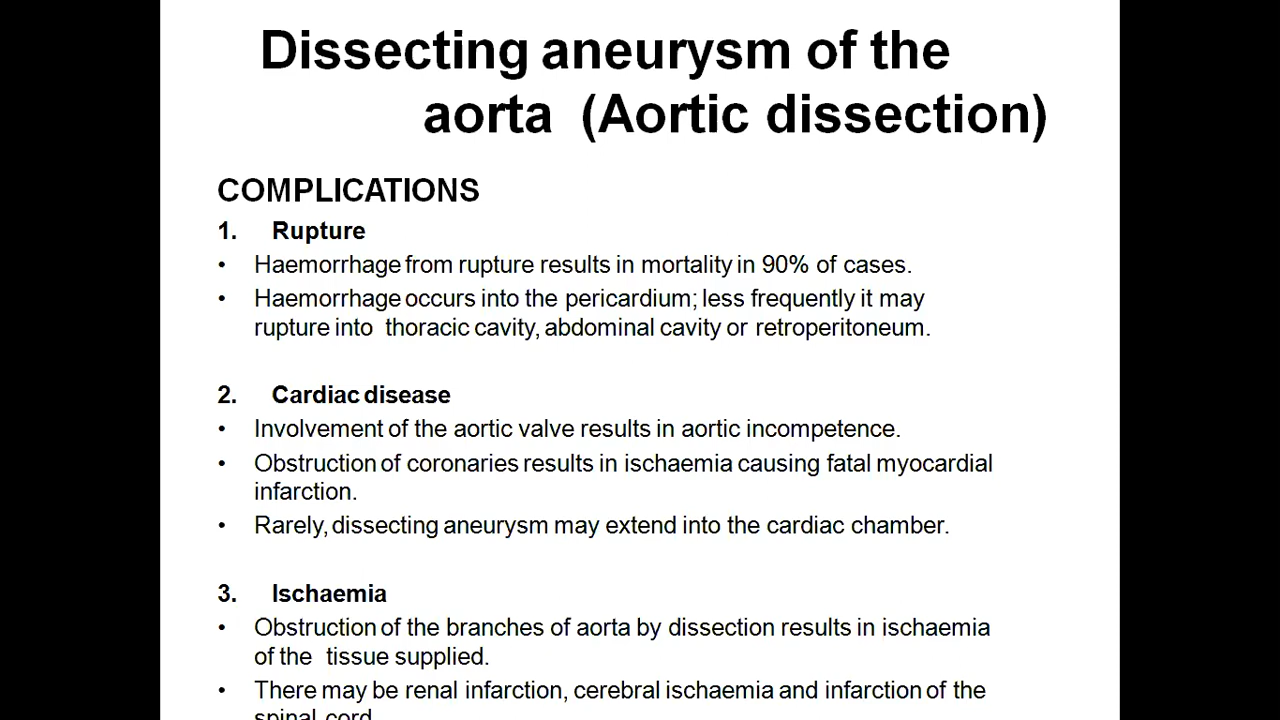 Dissecting aneurysm of the
aorta (Aortic dissection)
COMPLICATIONS
1. Rupture
• Haemorrhage from rupture results in mortality in 90% of cases.
• Haemorrhage occurs into the pericardium; less frequently it may
rupture into thoracic cavity, abdominal cavity or retroperitoneum.
2. Cardiac disease
• Involvement of the aortic valve results in aortic incompetence.
• Obstruction of coronaries results in ischaemia causing fatal myocardial
infarction.
• Rarely, dissecting aneurysm may extend into the cardiac chamber.
3. Ischaemia
• Obstruction of the branches of aorta by dissection results in ischaemia
of the tissue supplied.
• There may be renal infarction, cerebral ischaemia and infarction of the
spinal cord